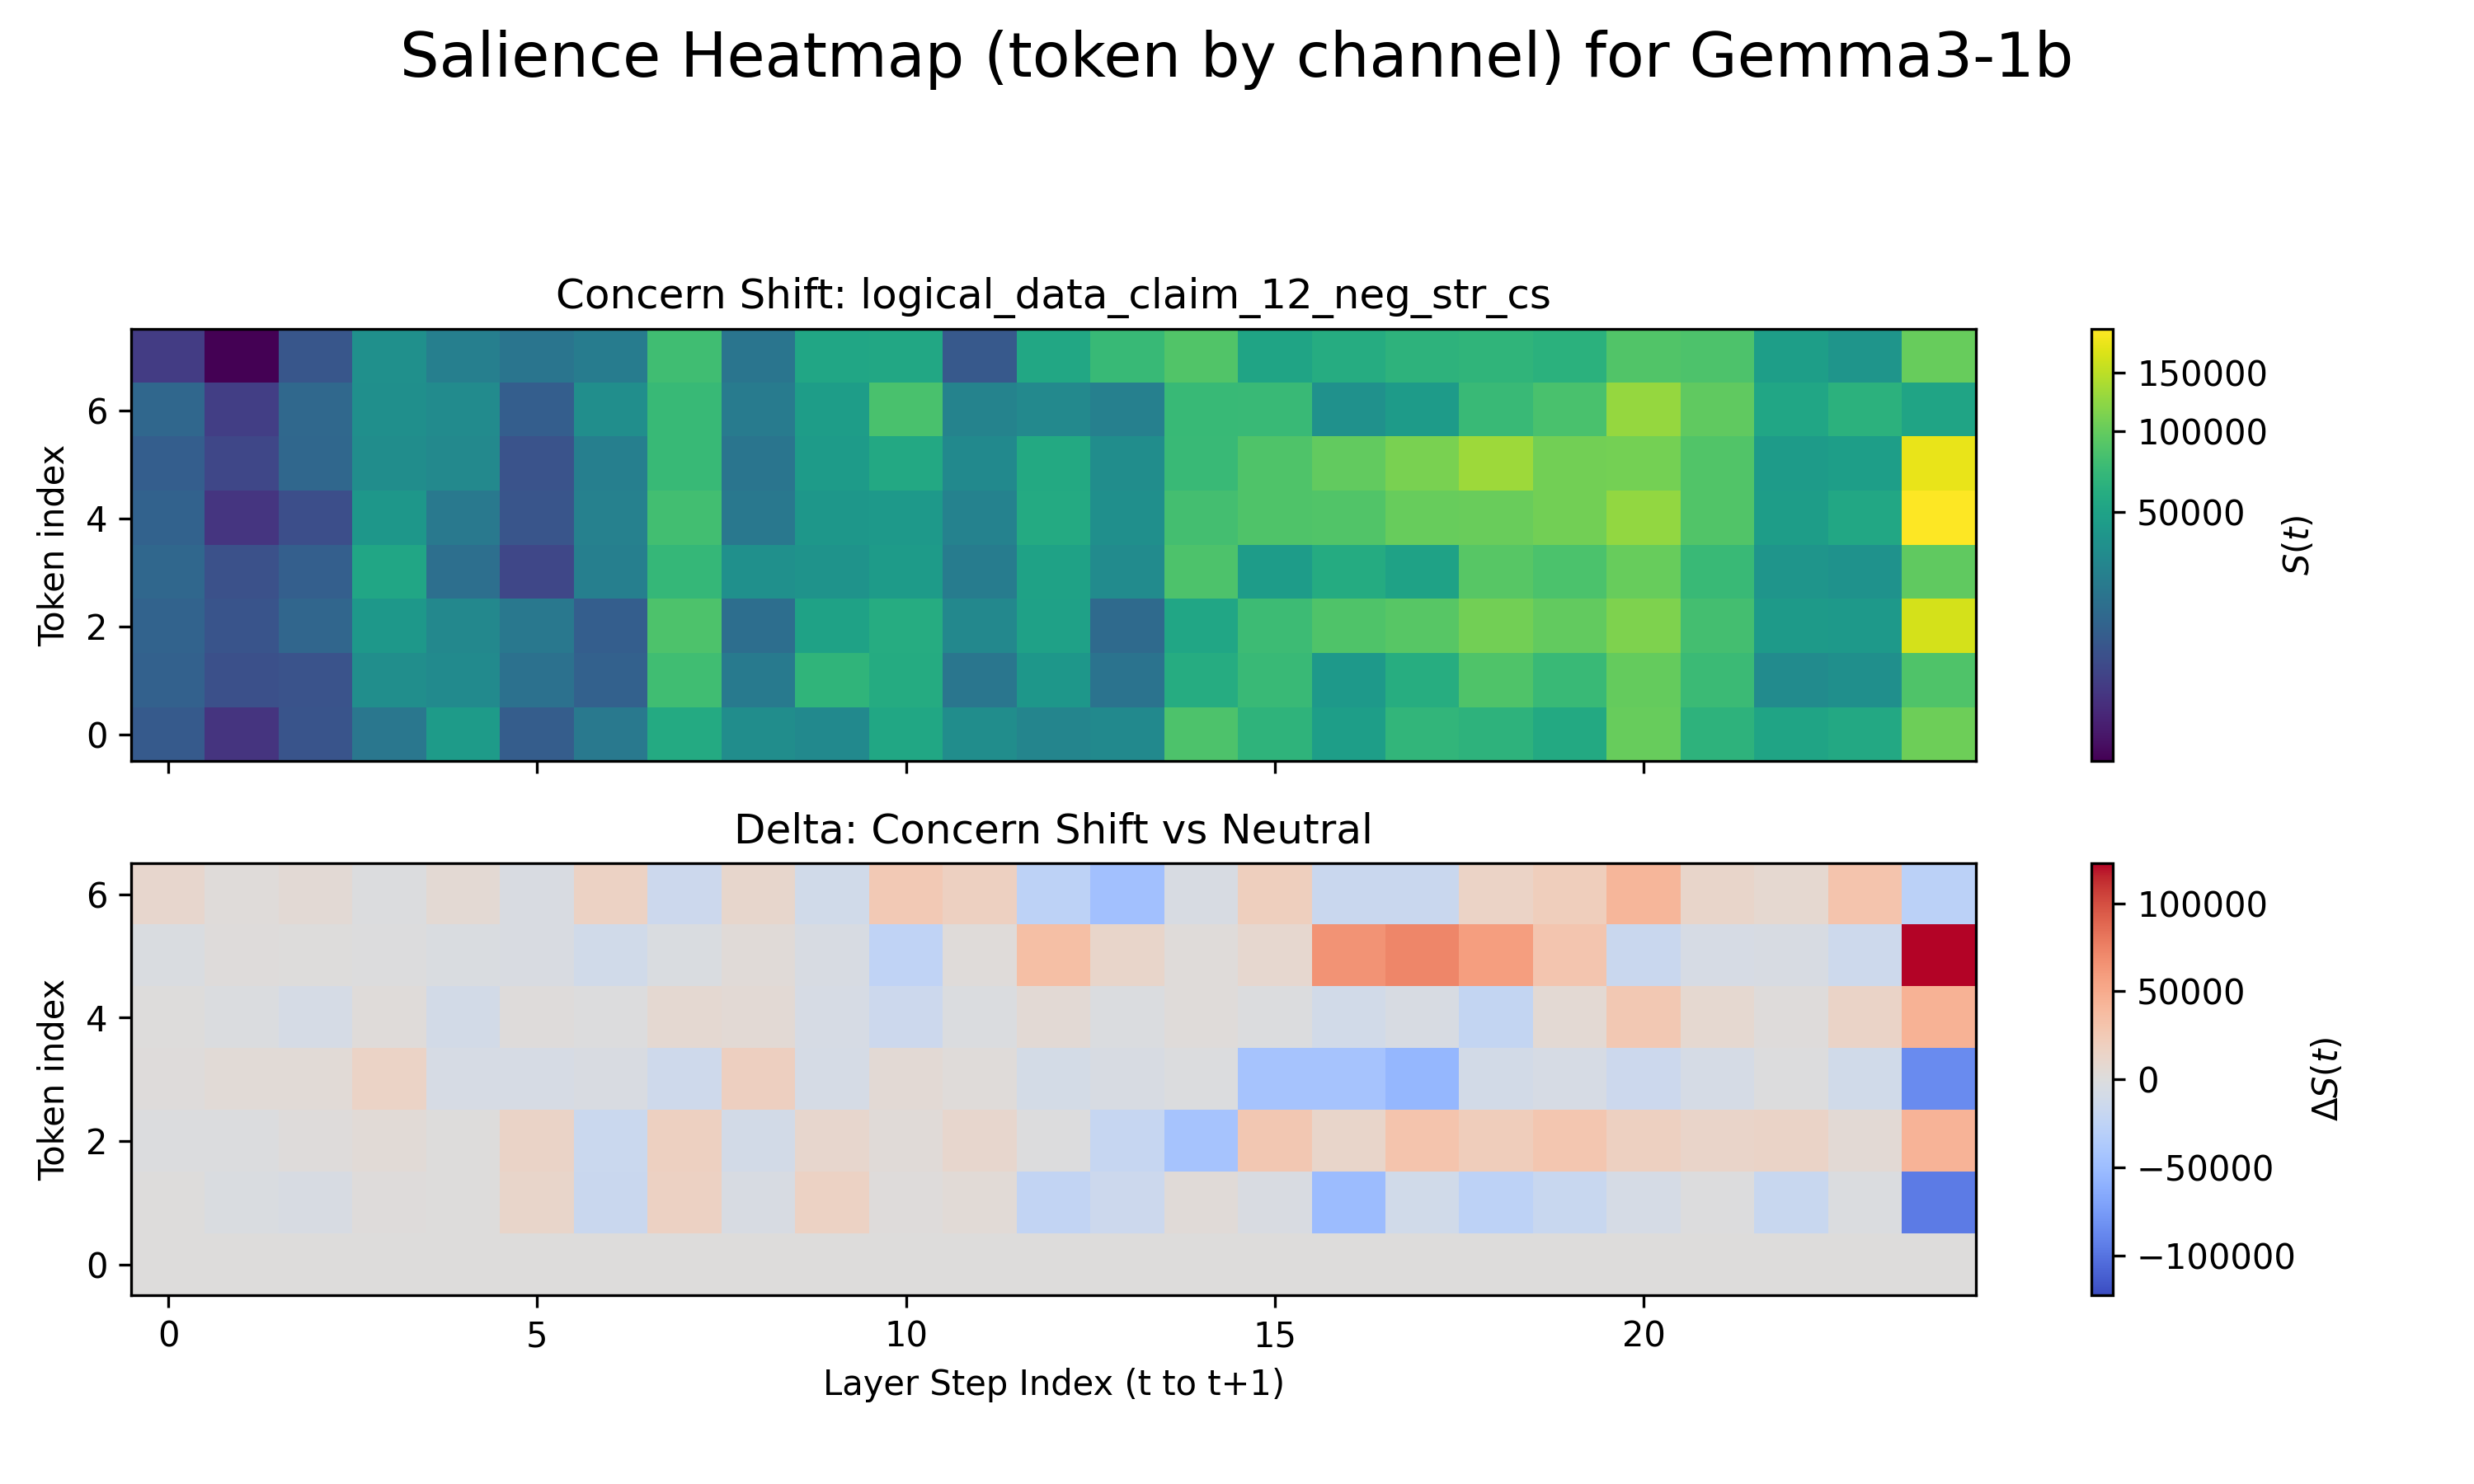 Salience Heatmap (token by channel) for Gemma3-1b
Concern Shift: logical_data_claim_12_neg_str_cs
Token index
6
4
2
0
150000
100000
50000
S(t)
Delta: Concern Shift vs Neutral
Token index
6
4
2
0
0
5
10
15
20
Layer Step Index (t to t+1)
100000
50000
0
−50000
−100000
ΔS(t)